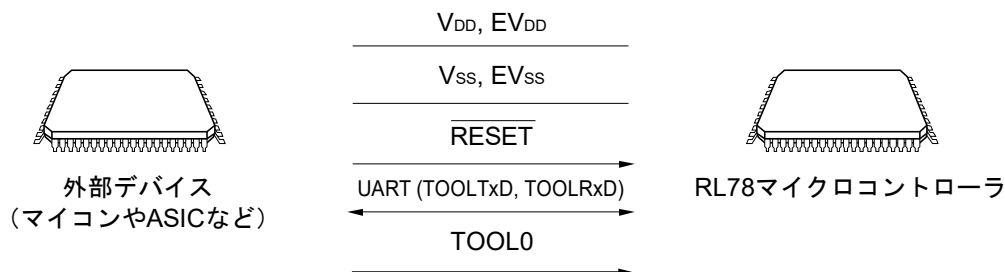 VDD, EVDD
VSS, EVSS
RESET
UART (TOOLTxD, TOOLRxD)
TOOL0
外部デバイス
（マイコンやASICなど）
RL78マイクロコントローラ